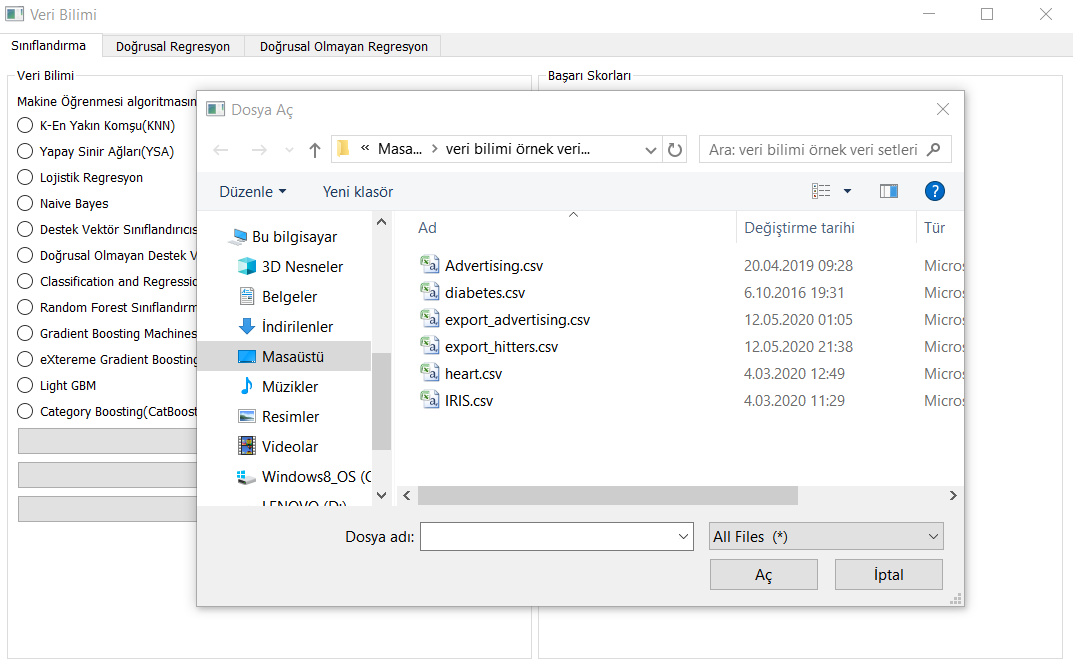 Veri Bilimi
Sınıflandırma
Doğrusal Regresyon
Doğrusal Olmayan Regresyon
Veri Bilimi
Makine Öğrenmesi
K-En Yakın Komşu(KNN)
Yapay Sinir Ağları(YSA)
Lojistik Regresyon
Naive Bayes
Destek Vektör
Doğrusal Olmayan Destek
Classification and
Random Forest
Gradient Boosting Machines
eXtereme Gradient Boosting
Light GBM
Category Boosting(CatBoost
Başarı Skorları
Dosya Aç
« Masa... › veri bilimi örnek veri...
Ara: veri bilimi örnek veri setleri
Düzenle
Yeni klasör
?
Bu bilgisayar
3D Nesneler
Belgeler
İndirilenler
Masaüstü
Müzikler
Resimler
Videolar
Windows8_OS (C
Ad Değiştirme tarihi Tür
Advertising.csv 20.04.2019 09:28 Micros
diabetes.csv 6.10.2016 19:31 Micros
export_advertising.csv 12.05.2020 01:05 Micros
export_hitters.csv 12.05.2020 21:38 Micros
heart.csv 4.03.2020 12:49 Micros
IRIS.csv 4.03.2020 11:29 Micros
Dosya adı:
All Files (*)
Aç
İptal